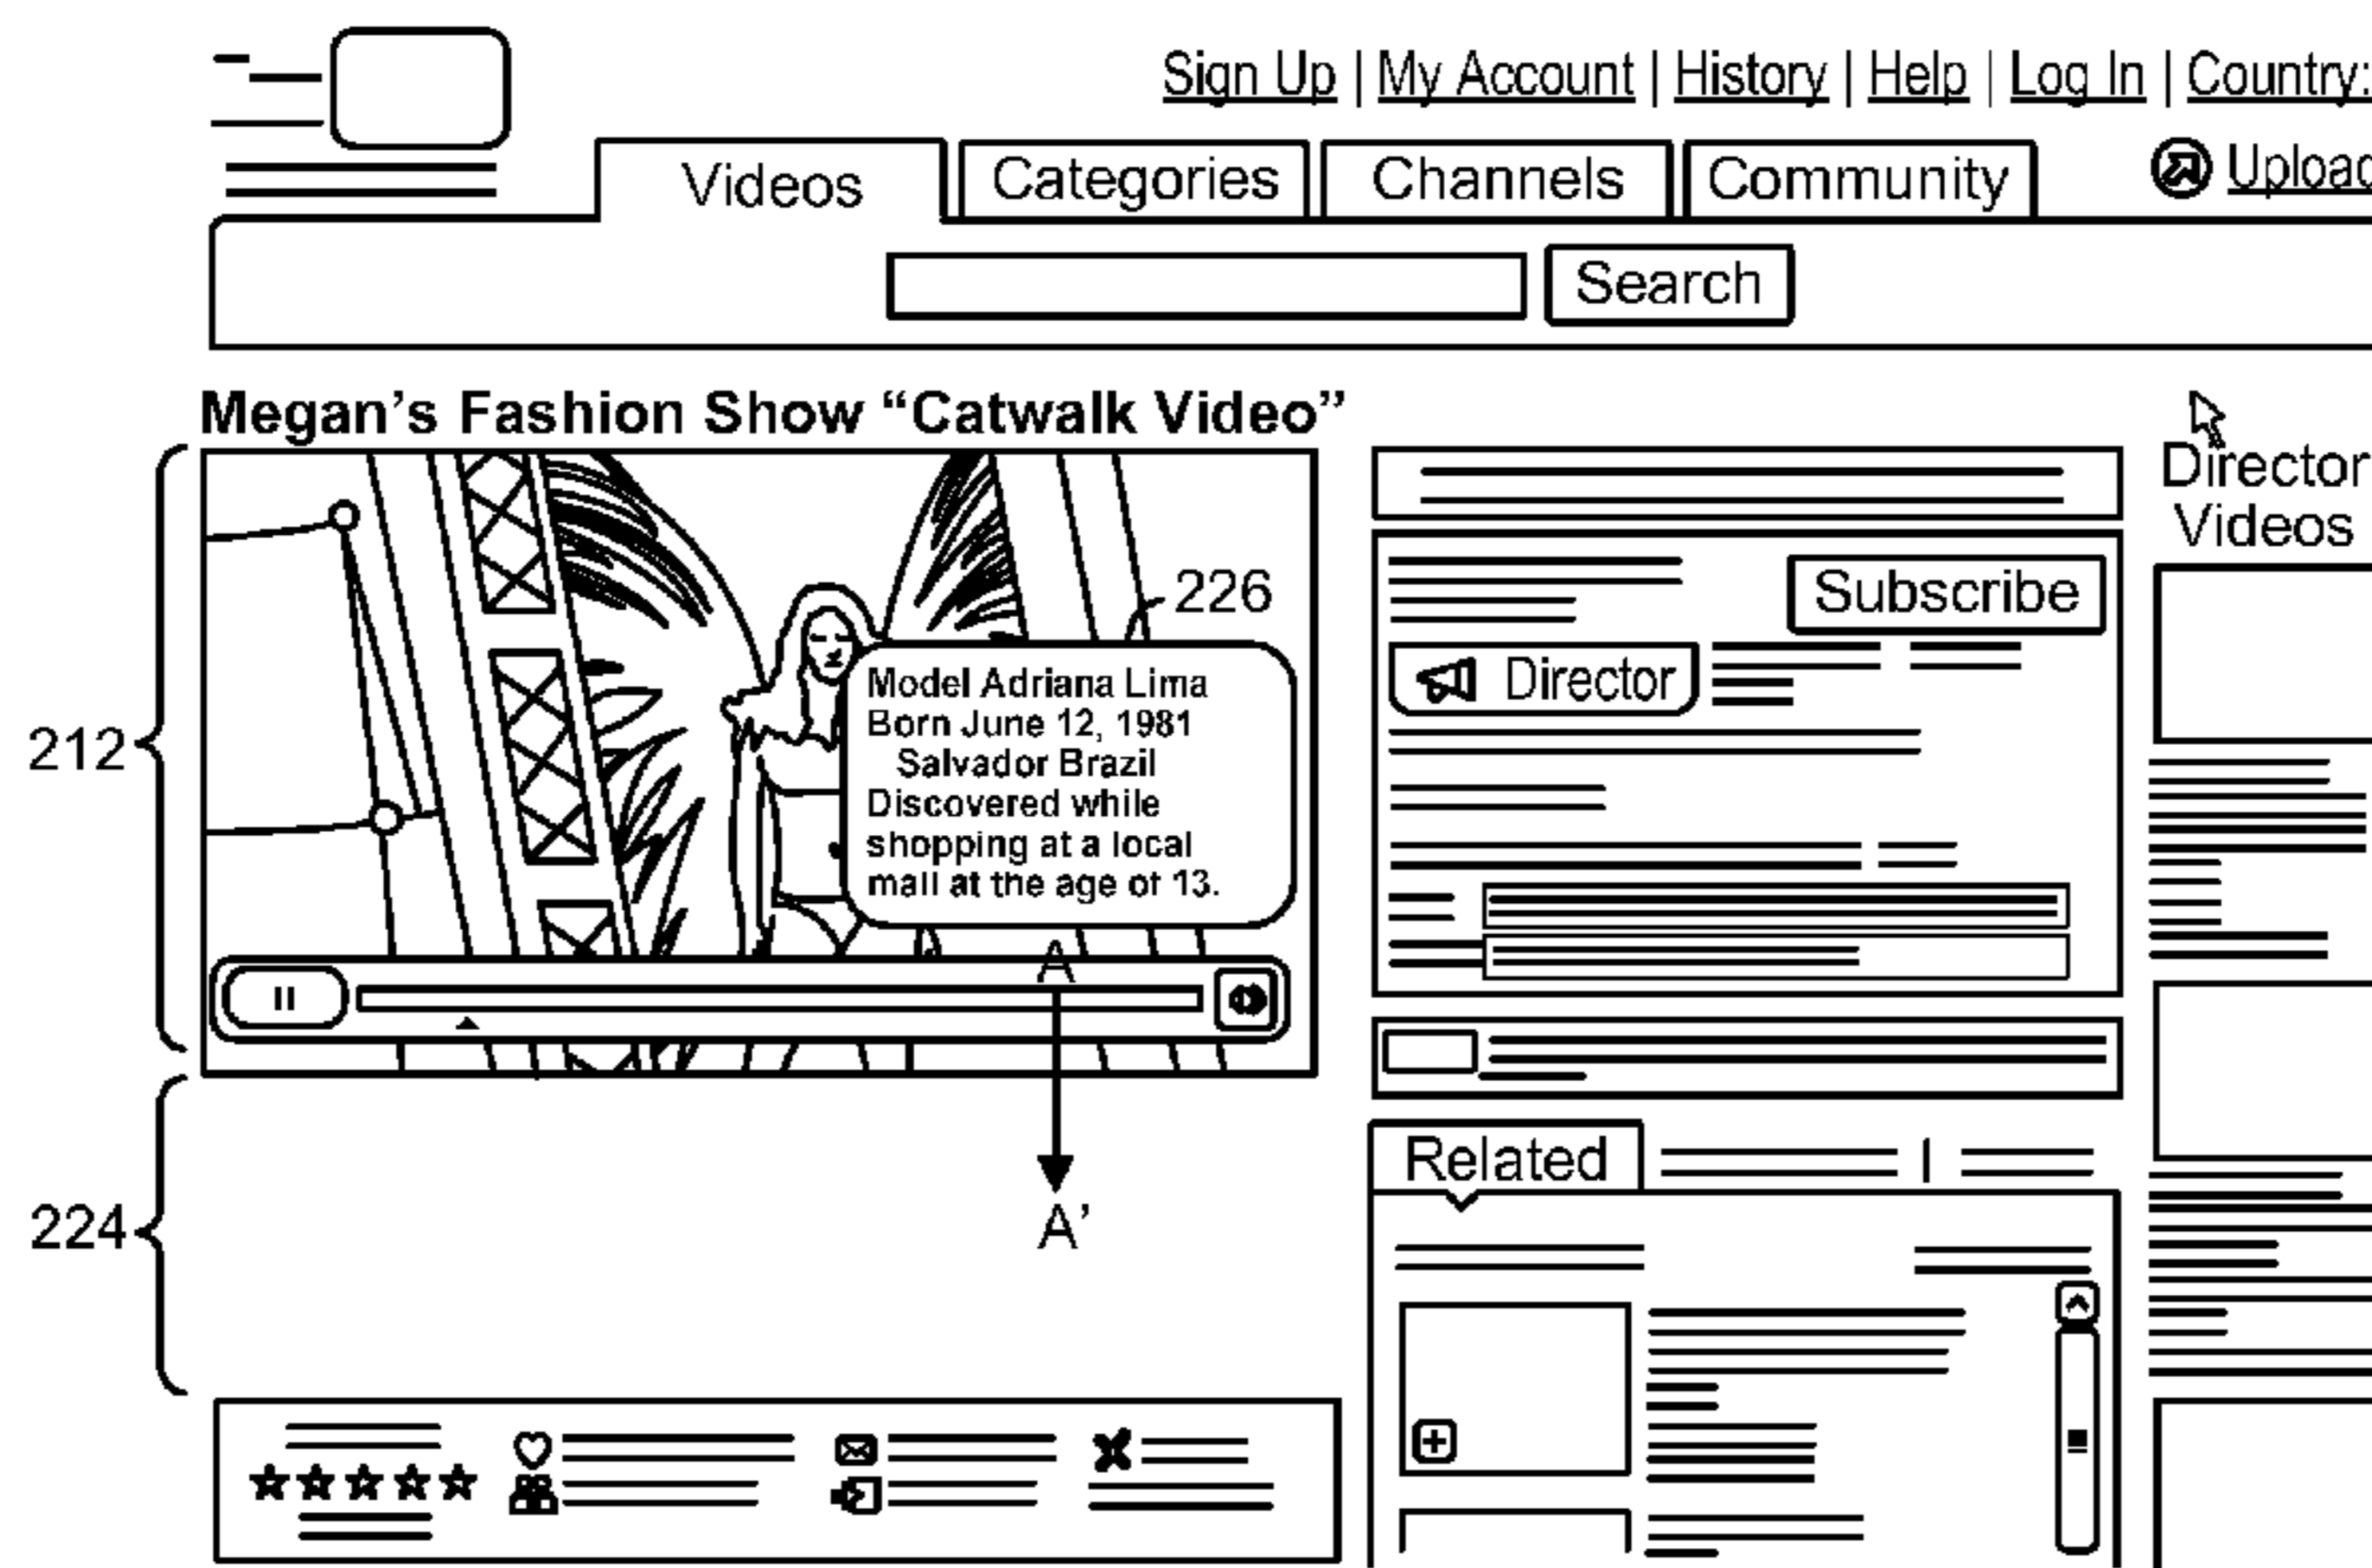 Sign Up | My Account | History | Help | Log In | Country:
Videos
Categories
Channels
Community
Upload
Search
Megan's Fashion Show “Catwalk Video”
Director
Videos
226
Subscribe
Model Adriana Lima
Born June 12, 1981
Salvador Brazil
Discovered while
shopping at a local
mall at the age of 13.
Director
212
A
A'
Related
224